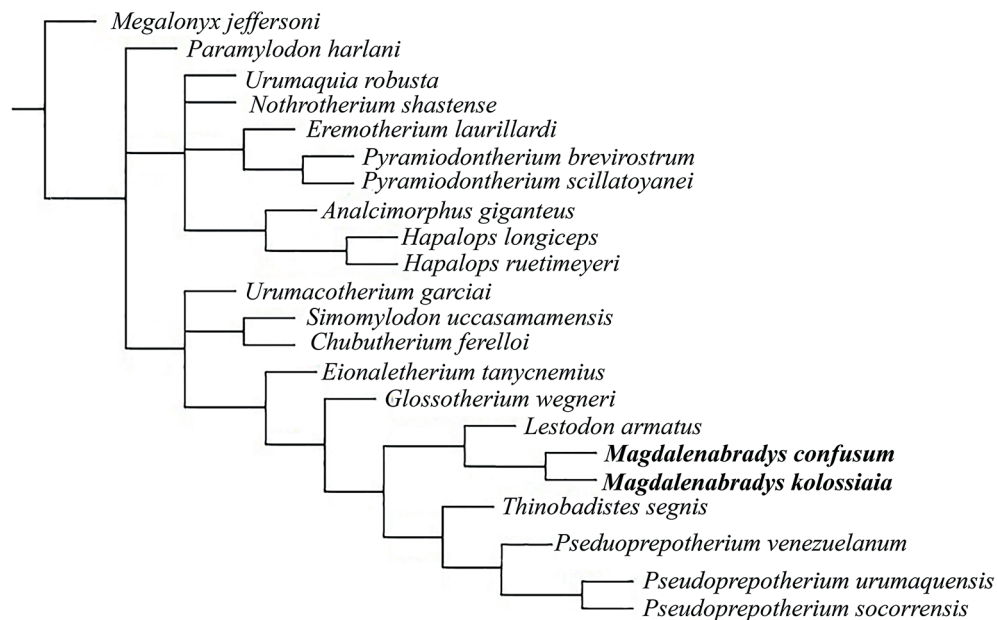 Megalonyx jeffersoni
Paramylodon harlani
Urumaquia robusta
Nothrotherium shastense
Eremotherium laurillardi
Pyramiodontherium brevirostrum
Pyramiodontherium scillatoyanei
Analcimorphus giganteus
Hapalops longiceps
Hapalops ruetimeyeri
Urumacotherium garciai
Simomylodon uccasamamensis
Chubutherium ferelloi
Eionaletherium tanycnemius
Glossotherium wegneri
Lestodon armatus
Magdalenabradys confusum
Magdalenabradys kolossiaia
Thinobadistes segnis
Pseduoprepotherium venezuelanum
Pseudoprepotherium urumaquensis
Pseudoprepotherium socorrensis